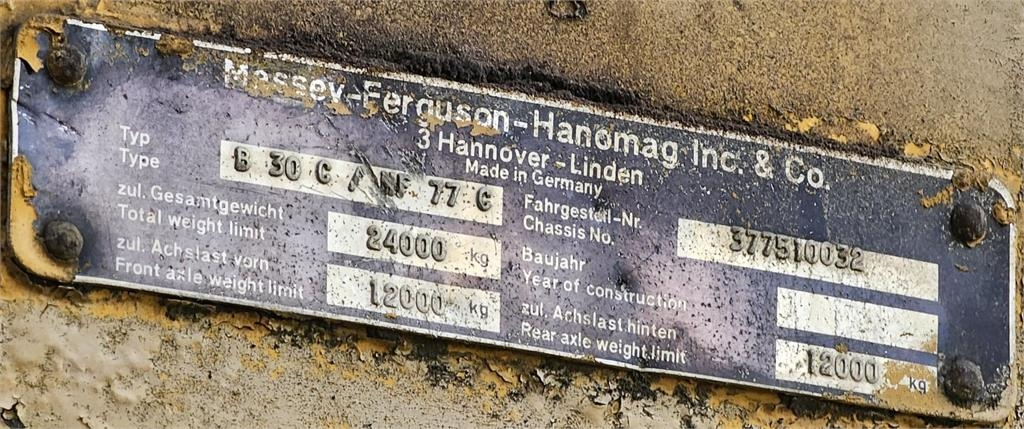 Massey-Ferguson-Hanomag Inc. & Co.
3 Hannover-Linden
Made in Germany
Typ
Type
B 30 C / MF 77 C
zul. Gesamtgewicht
Total weight limit
24000 kg
zul. Achslast vorn
Front axle weight limit
12000 kg
Fahrgestell-Nr.
Chassis No.
377510032
Baujahr
Year of construction
zul. Achslast hinten
Rear axle weight limit
12000 kg